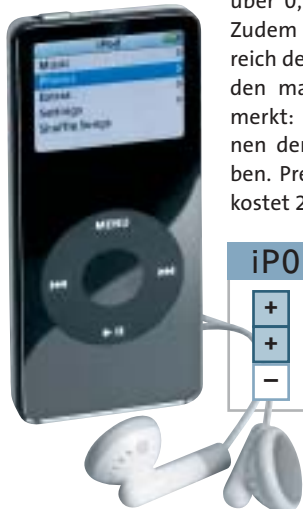 iPod
Music
Photos
Extras
Settings
Shuffle Songs
MENU
über 0,
Zudem
reich de
den ma
merkt:
nen der
ben. Pre
kostet 2
iPO
+
+
–